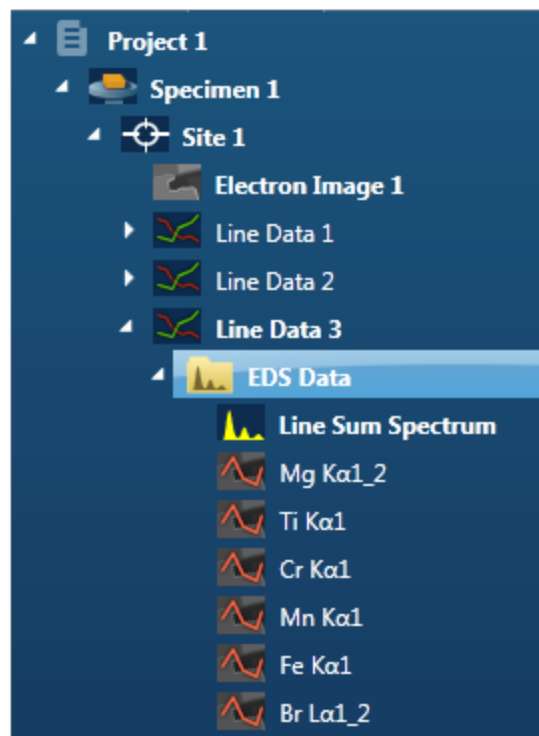 Project 1
Specimen 1
Site 1
Electron Image 1
Line Data 1
Line Data 2
Line Data 3
EDS Data
Line Sum Spectrum
Mg Kα1_2
Ti Kα1
Cr Kα1
Mn Kα1
Fe Kα1
Br Lα1_2